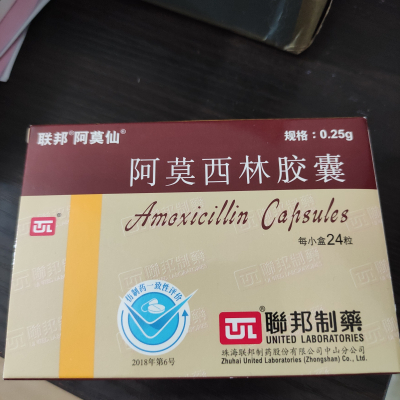 联邦®阿莫仙®
规格：0.25g
阿莫西林胶囊
Amoxicillin Capsules
每小盒24粒
仿制药一致性评价
2018年第6号
聯邦制藥
UNITED LABORATORIES
珠海联邦制药股份有限公司中山分公司
Zhuhai United Laboratories (Zhongshan) Co., Ltd.